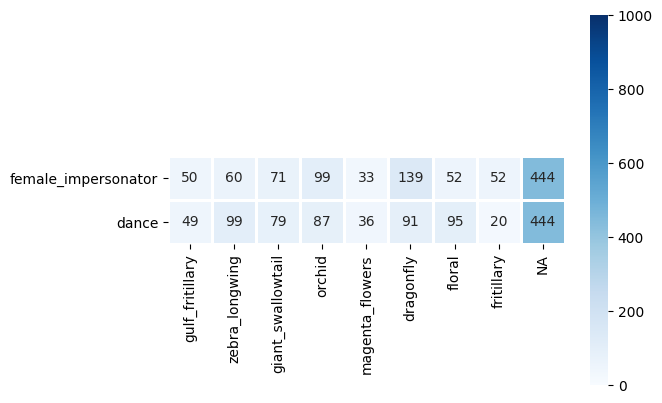 1000
800
600
400
200
0
female_impersonator 50 60 71 99 33 139 52 52 444
dance 49 99 79 87 36 91 95 20 444
gulf_fritillary
zebra_longwing
giant_swallowtail
orchid
magenta_flowers
dragonfly
floral
fritillary
NA